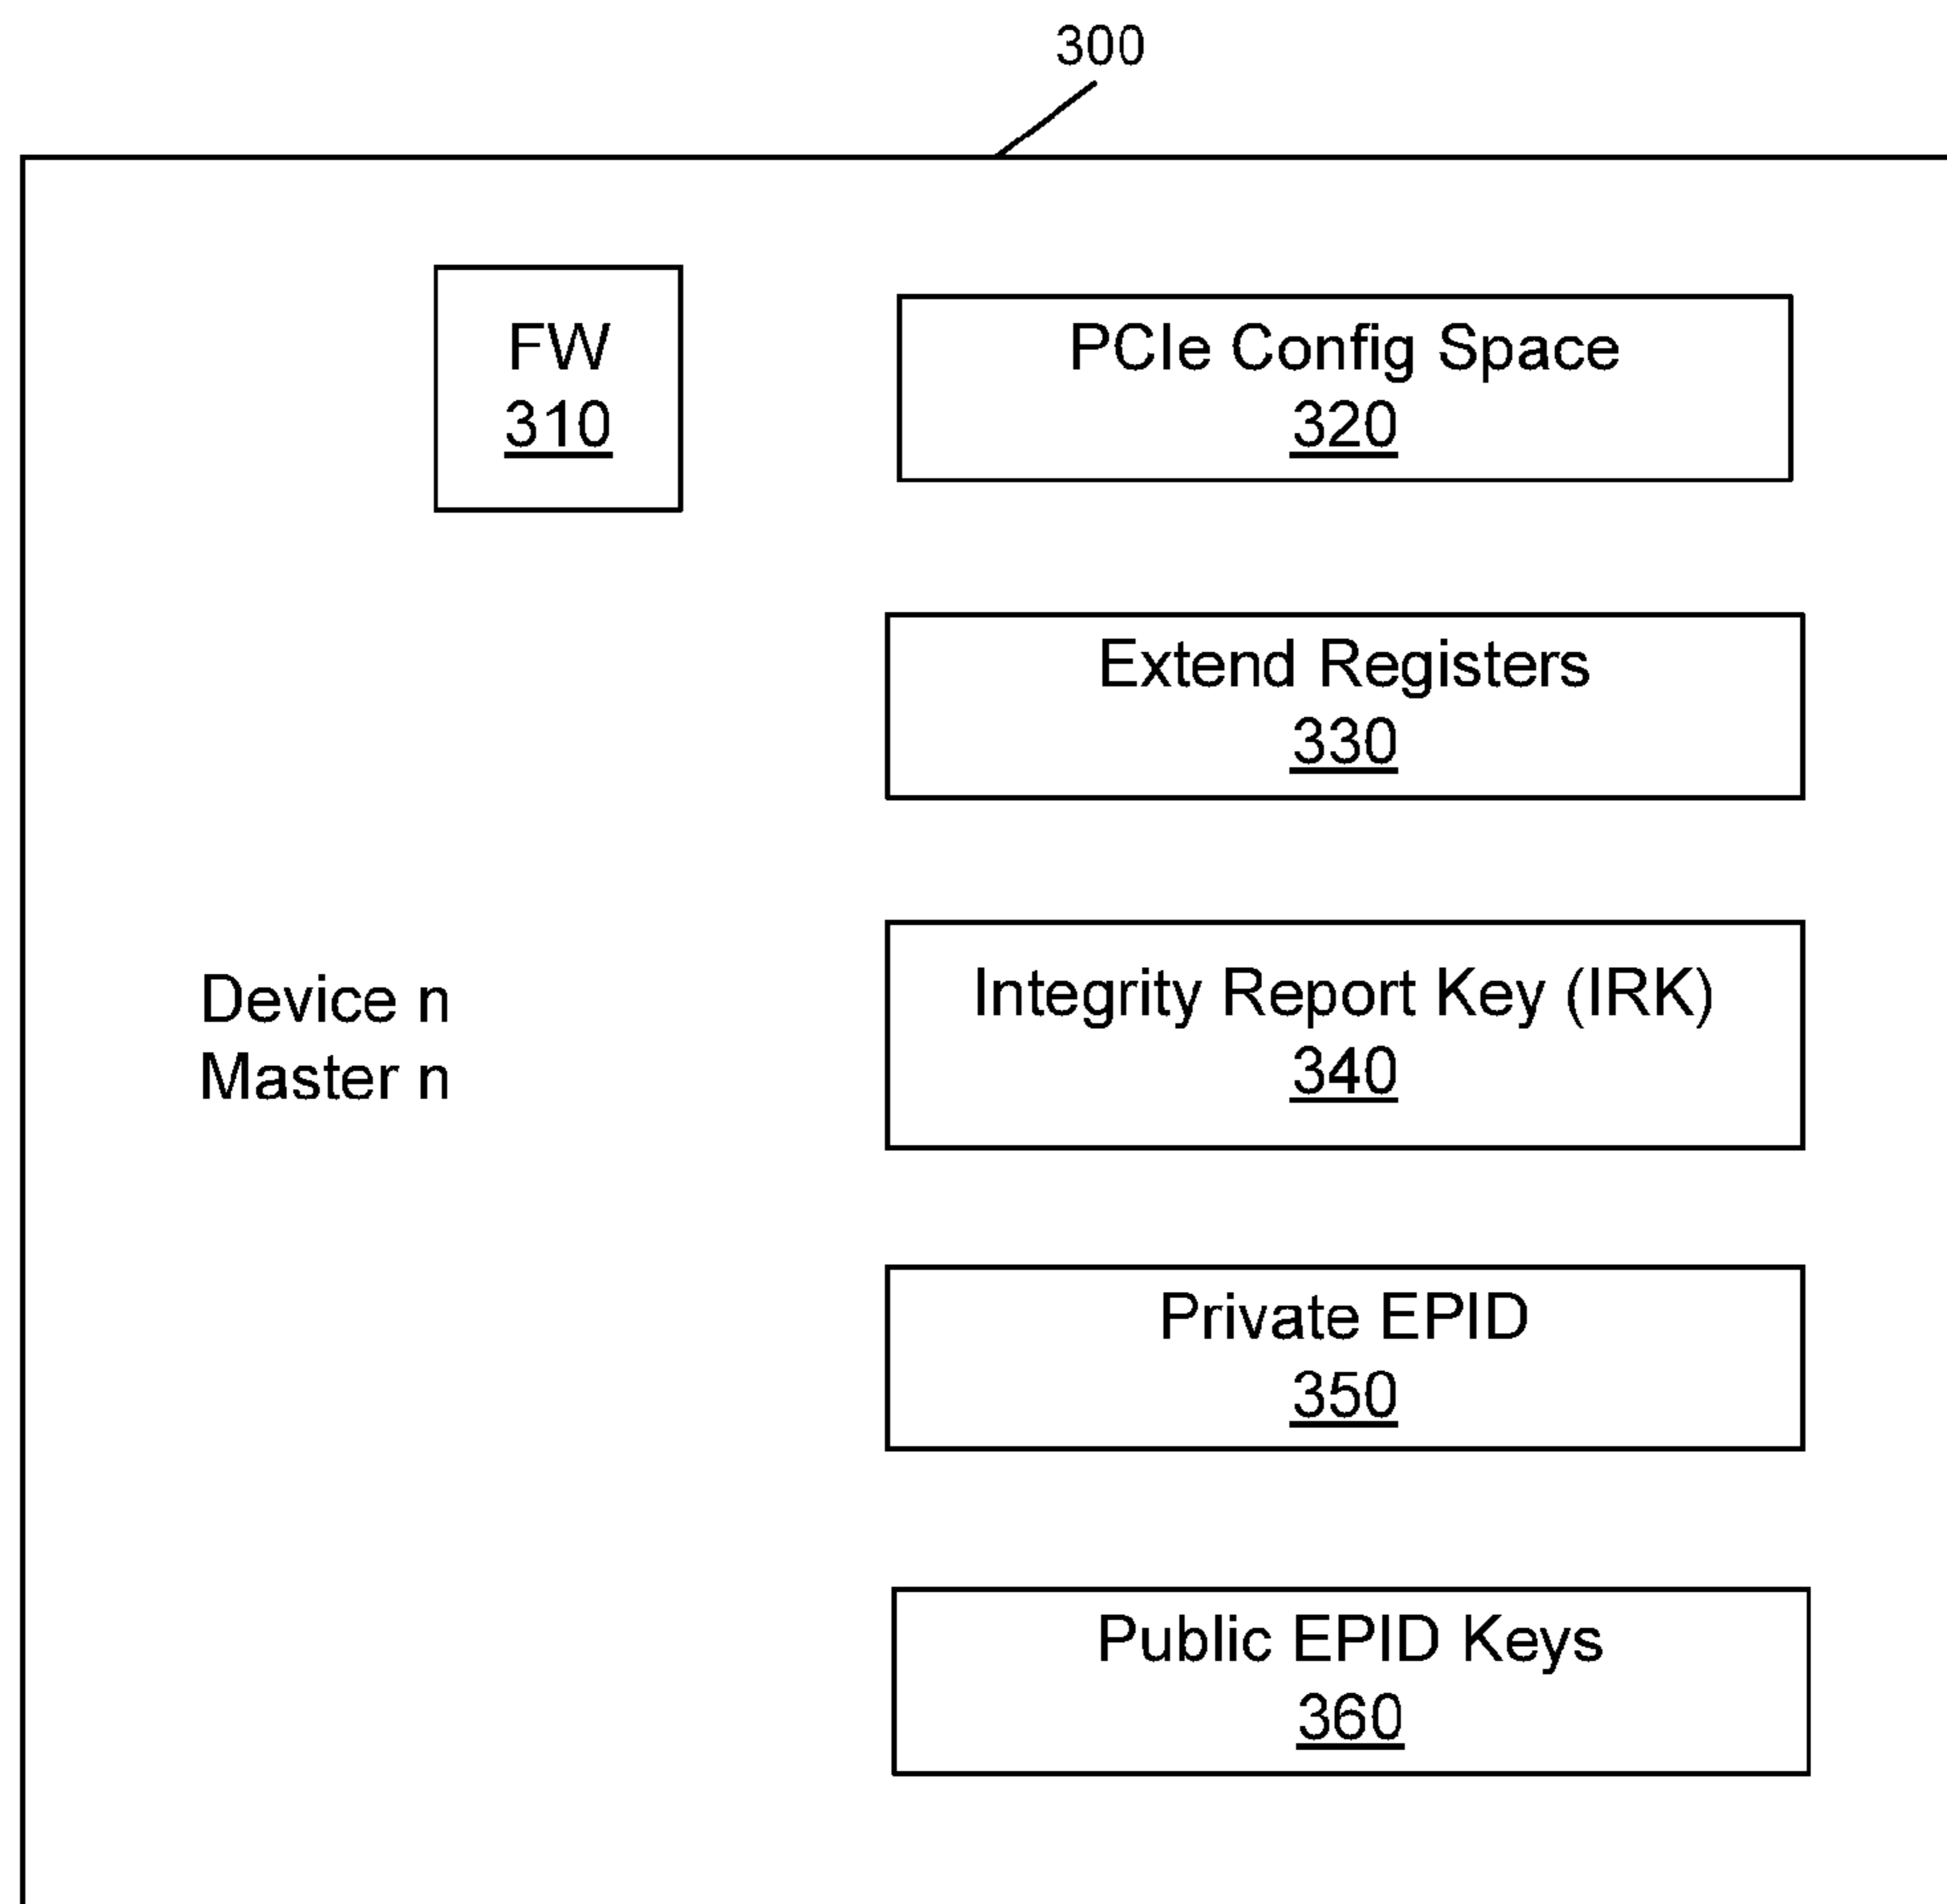 300
FW
310
PCIe Config Space
320
Extend Registers
330
Device n
Master n
Integrity Report Key (IRK)
340
Private EPID
350
Public EPID Keys
360